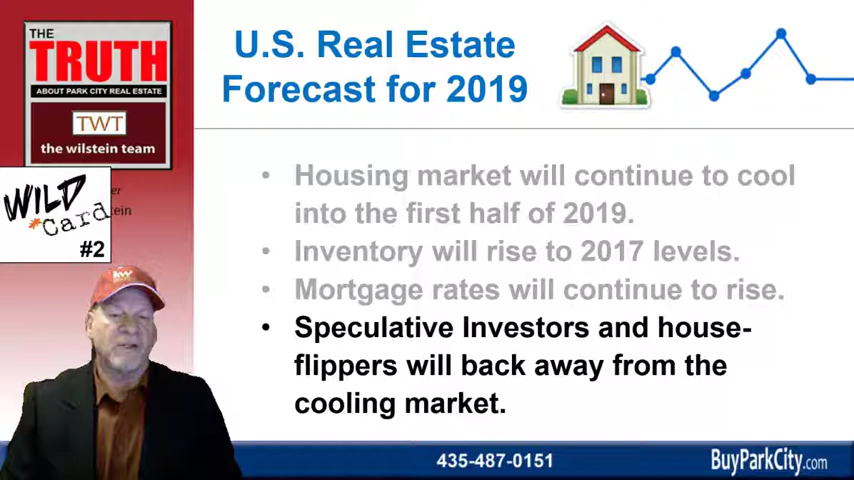 THE
TRUTH
ABOUT PARK CITY REAL ESTATE
TWT
the wilstein team
WILD
*Card
#2
U.S. Real Estate
Forecast for 2019
• Housing market will continue to cool
into the first half of 2019.
• Inventory will rise to 2017 levels.
• Mortgage rates will continue to rise.
• Speculative Investors and house-
flippers will back away from the
cooling market.
435-487-0151
BuyParkCity.com